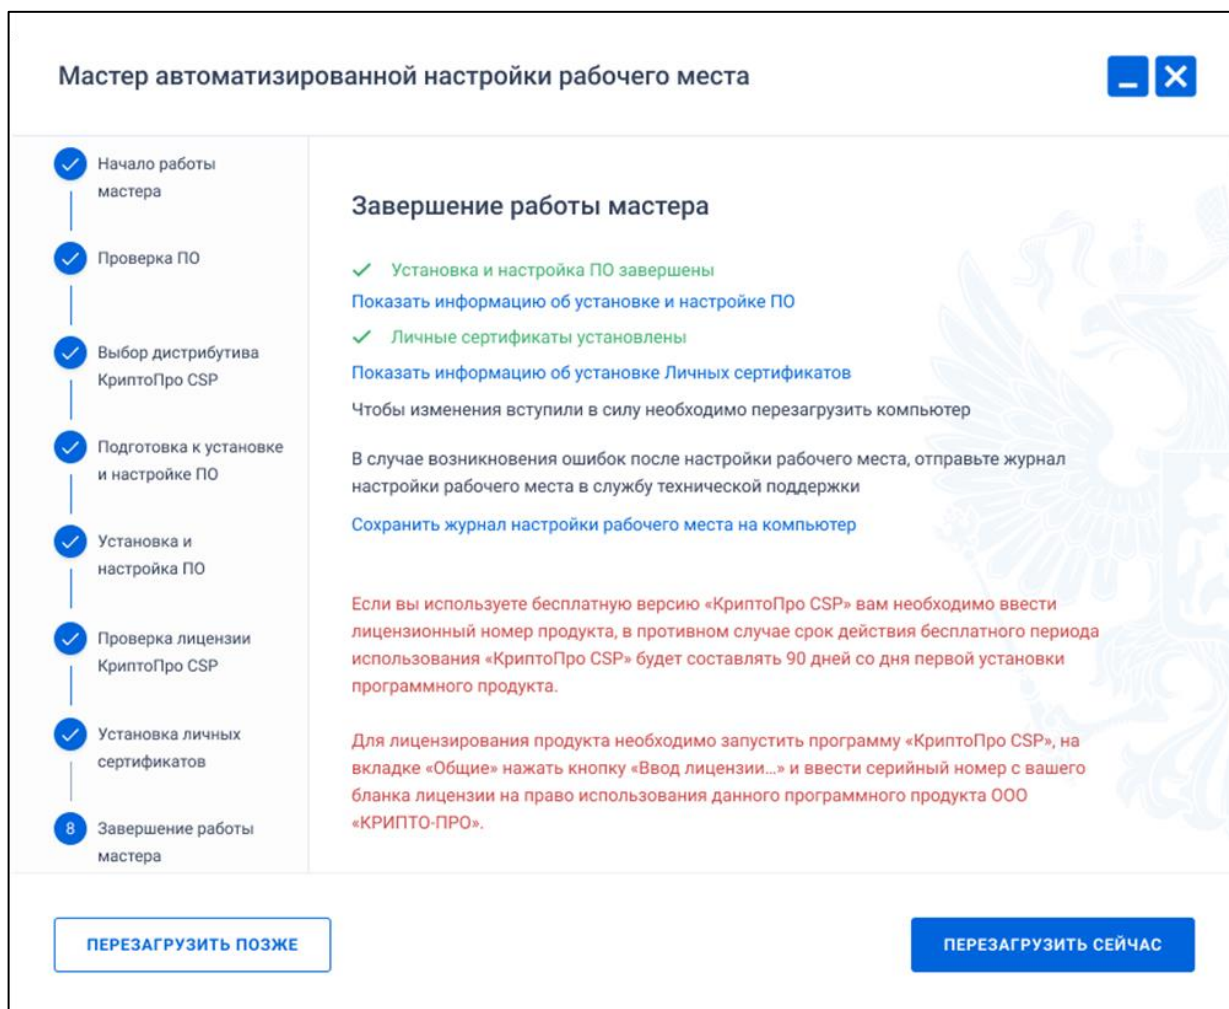 Мастер автоматизированной настройки рабочего места
Начало работы
мастера
Проверка ПО
Выбор дистрибутива
КриптоПро CSP
Подготовка к установке
и настройке ПО
Установка и
настройка ПО
Проверка лицензии
КриптоПро CSP
Установка личных
сертификатов
8
Завершение работы
мастера
Завершение работы мастера
Установка и настройка ПО завершены
Показать информацию об установке и настройке ПО
Личные сертификаты установлены
Показать информацию об установке Личных сертификатов
Чтобы изменения вступили в силу необходимо перезагрузить компьютер
В случае возникновения ошибок после настройки рабочего места, отправьте журнал
настройки рабочего места в службу технической поддержки
Сохранить журнал настройки рабочего места на компьютер
Если вы используете бесплатную версию «КриптоПро CSP» вам необходимо ввести
лицензионный номер продукта, в противном случае срок действия бесплатного периода
использования «КриптоПро CSP» будет составлять 90 дней со дня первой установки
программного продукта.
Для лицензирования продукта необходимо запустить программу «КриптоПро CSP», на
вкладке «Общие» нажать кнопку «Ввод лицензии...» и ввести серийный номер с вашего
бланка лицензии на право использования данного программного продукта ООО
«КРИПТО-ПРО».
ПЕРЕЗАГРУЗИТЬ ПОЗЖЕ
ПЕРЕЗАГРУЗИТЬ СЕЙЧАС